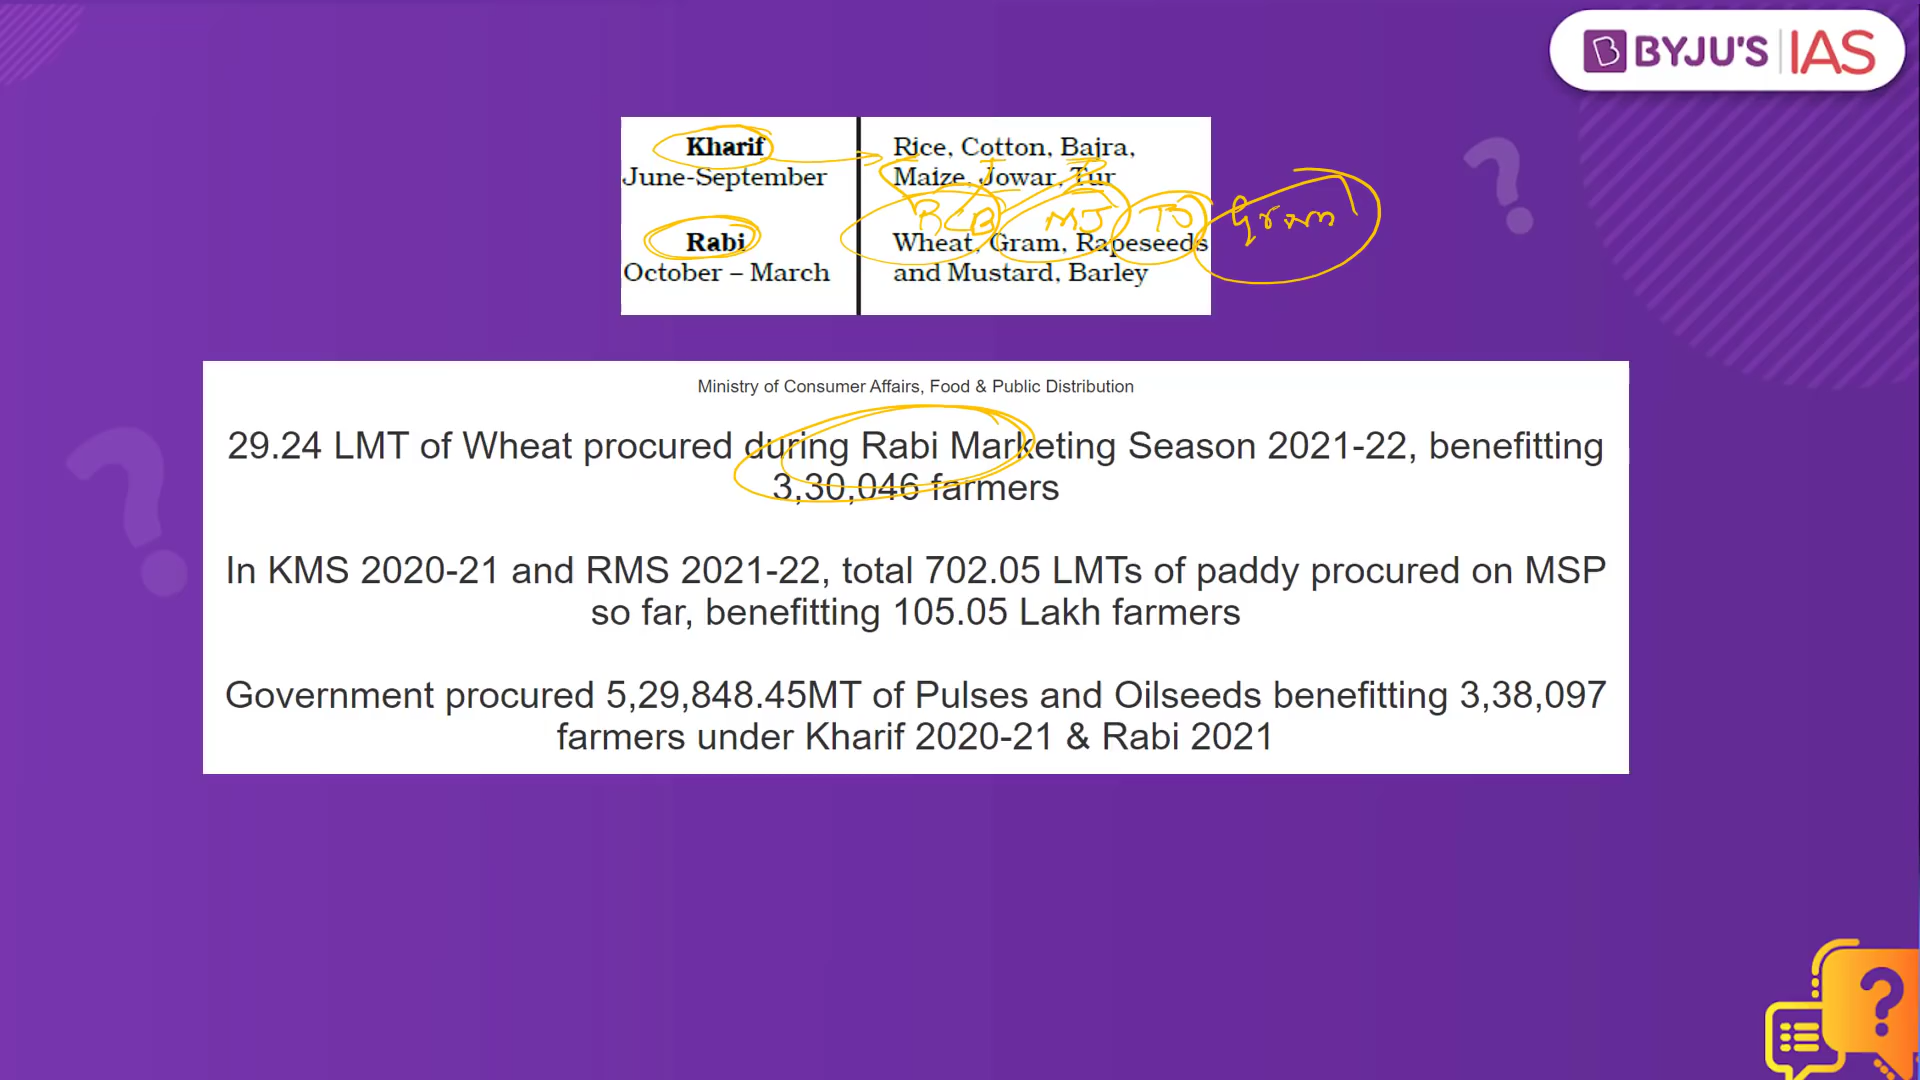 BYJU'S IAS
Kharif
June-September
Rice, Cotton, Bajra,
Maize, Jowar, Tur
RCB MJ TJ Gram
Rabi
October – March
Wheat, Gram, Rapeseeds
and Mustard, Barley
Ministry of Consumer Affairs, Food & Public Distribution
29.24 LMT of Wheat procured during Rabi Marketing Season 2021-22, benefitting
3,30,046 farmers
In KMS 2020-21 and RMS 2021-22, total 702.05 LMTs of paddy procured on MSP
so far, benefitting 105.05 Lakh farmers
Government procured 5,29,848.45MT of Pulses and Oilseeds benefitting 3,38,097
farmers under Kharif 2020-21 & Rabi 2021